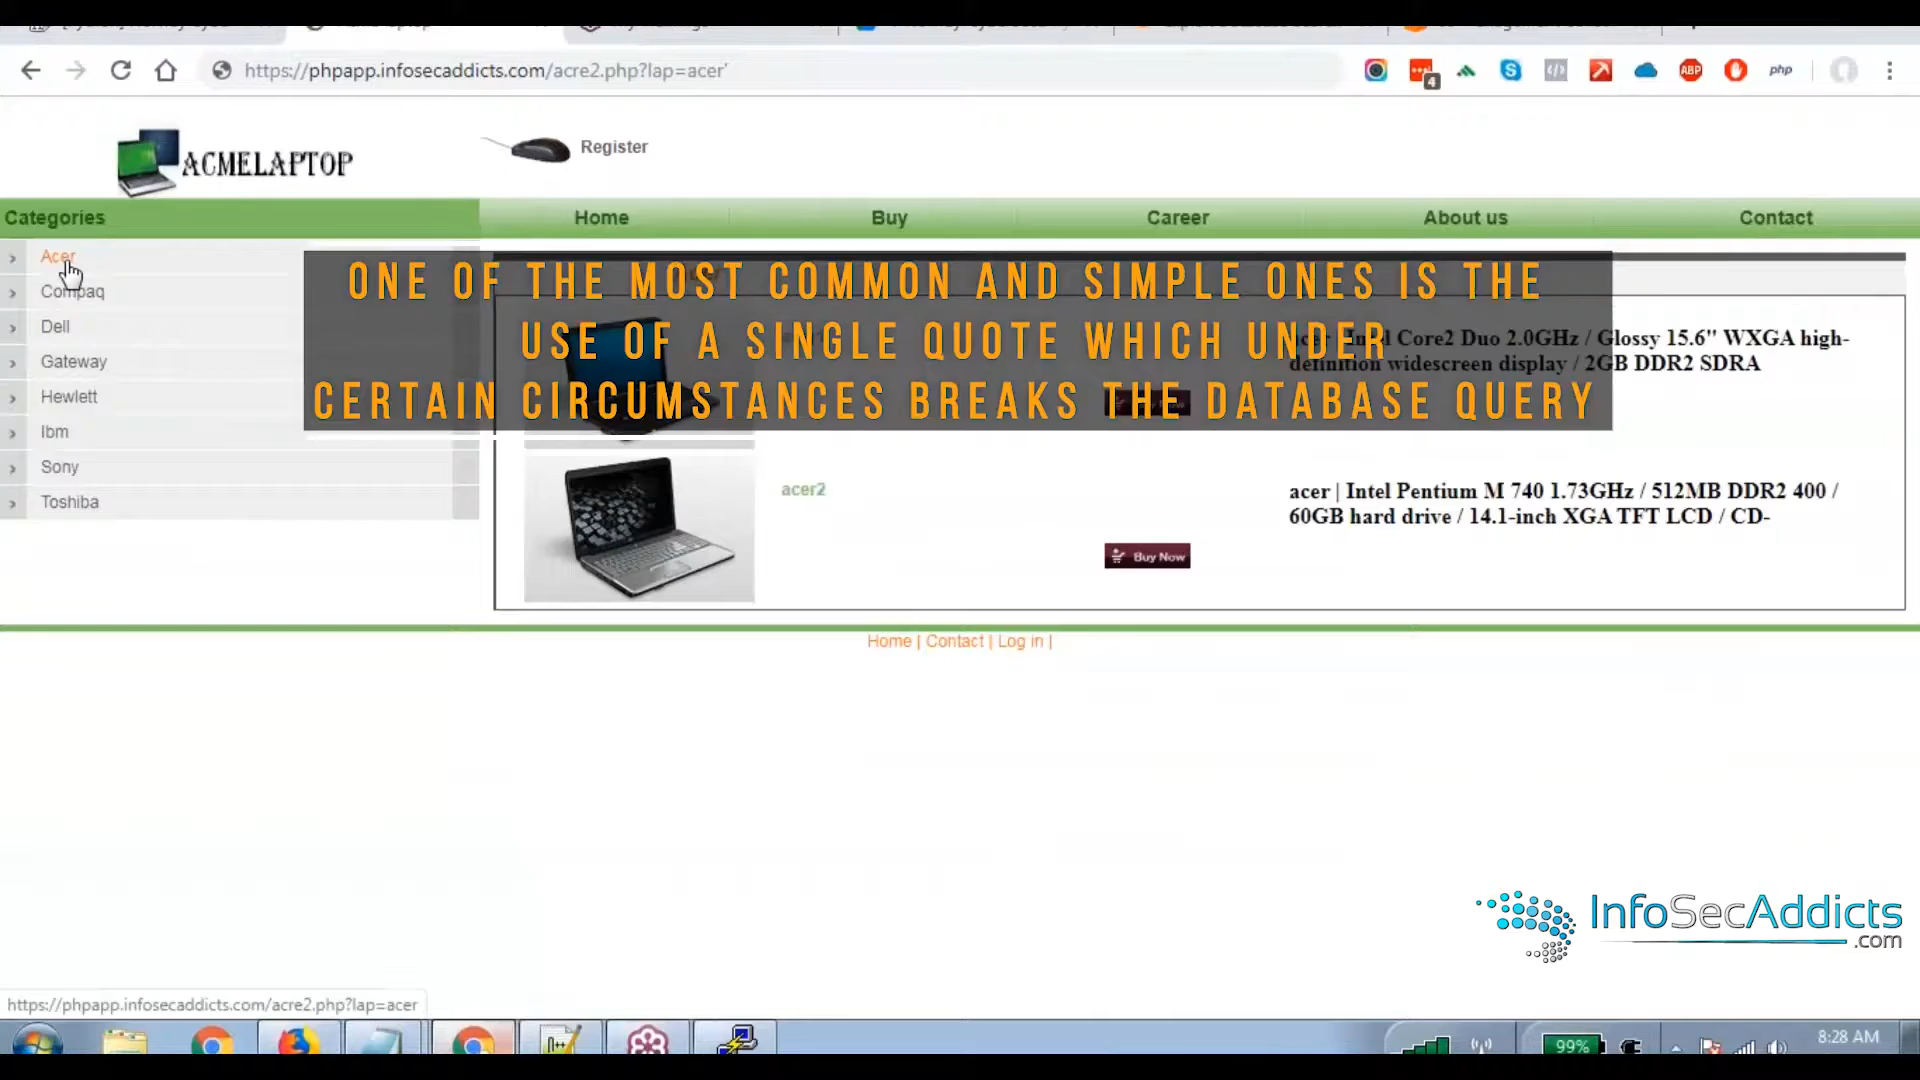 https://phpapp.infosecaddicts.com/acre2.php?lap=acer'
4
ABP
php
ACMELAPTOP
Register
Categories
Home
Buy
Career
About us
Contact
Acer
Compaq
Dell
Gateway
Hewlett
Ibm
Sony
Toshiba
ONE OF THE MOST COMMON AND SIMPLE ONES IS THE
USE OF A SINGLE QUOTE WHICH UNDER
CERTAIN CIRCUMSTANCES BREAKS THE DATABASE QUERY
acer | Intel Core2 Duo 2.0GHz / Glossy 15.6" WXGA high-
definition widescreen display / 2GB DDR2 SDRA
acer2
acer | Intel Pentium M 740 1.73GHz / 512MB DDR2 400 /
60GB hard drive / 14.1-inch XGA TFT LCD / CD-
Buy Now
Home | Contact | Log in |
InfoSecAddicts
.com
https://phpapp.infosecaddicts.com/acre2.php?lap=acer
99%
8:28 AM